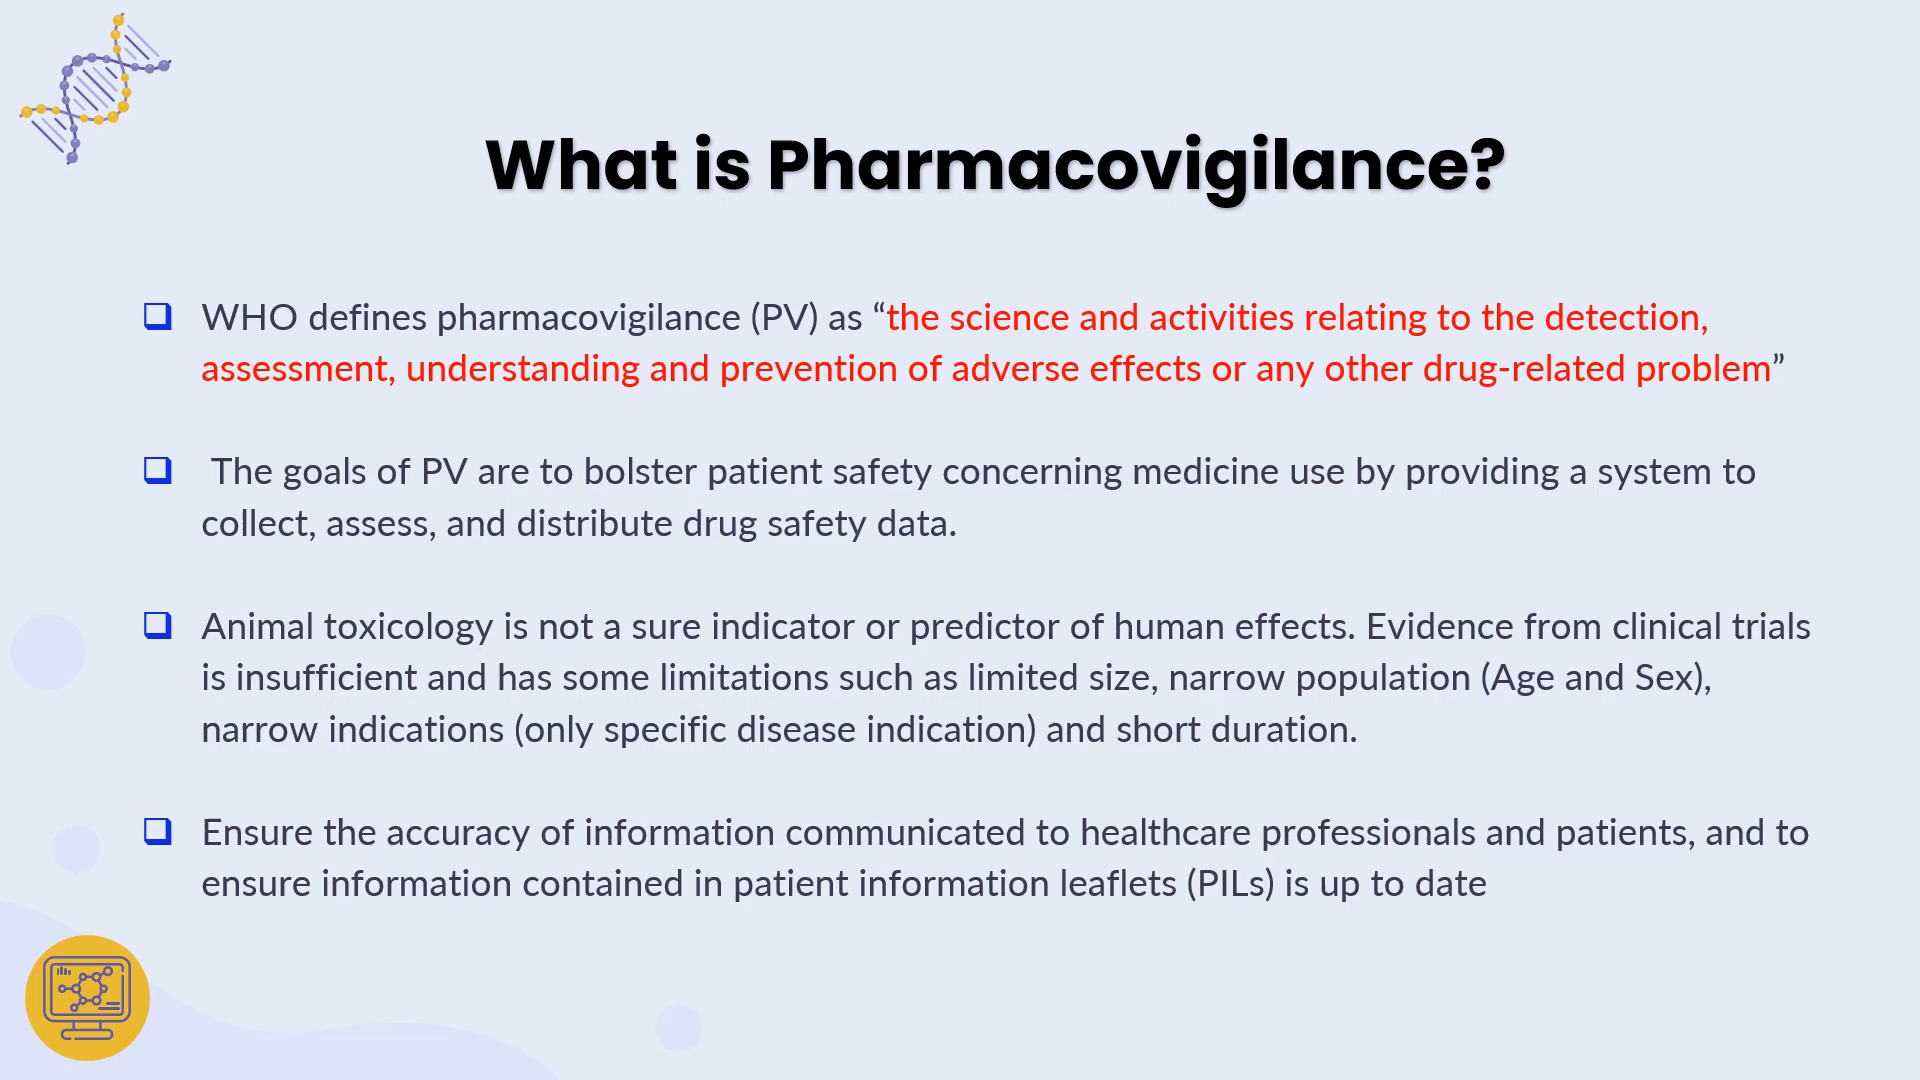 What is Pharmacovigilance?
❑ WHO defines pharmacovigilance (PV) as “the science and activities relating to the detection,
assessment, understanding and prevention of adverse effects or any other drug-related problem”
❑ The goals of PV are to bolster patient safety concerning medicine use by providing a system to
collect, assess, and distribute drug safety data.
❑ Animal toxicology is not a sure indicator or predictor of human effects. Evidence from clinical trials
is insufficient and has some limitations such as limited size, narrow population (Age and Sex),
narrow indications (only specific disease indication) and short duration.
❑ Ensure the accuracy of information communicated to healthcare professionals and patients, and to
ensure information contained in patient information leaflets (PILs) is up to date